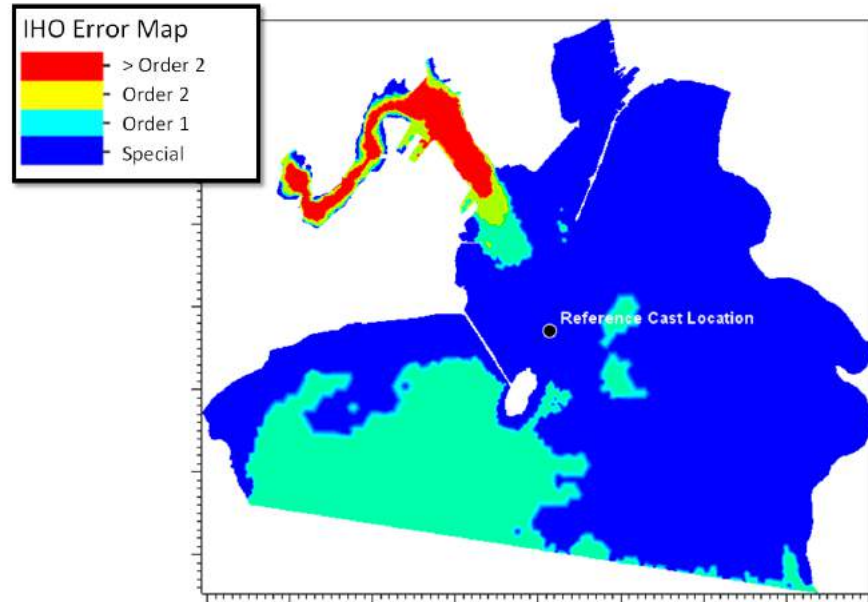 IHO Error Map
> Order 2
Order 2
Order 1
Special
Reference Cast Location